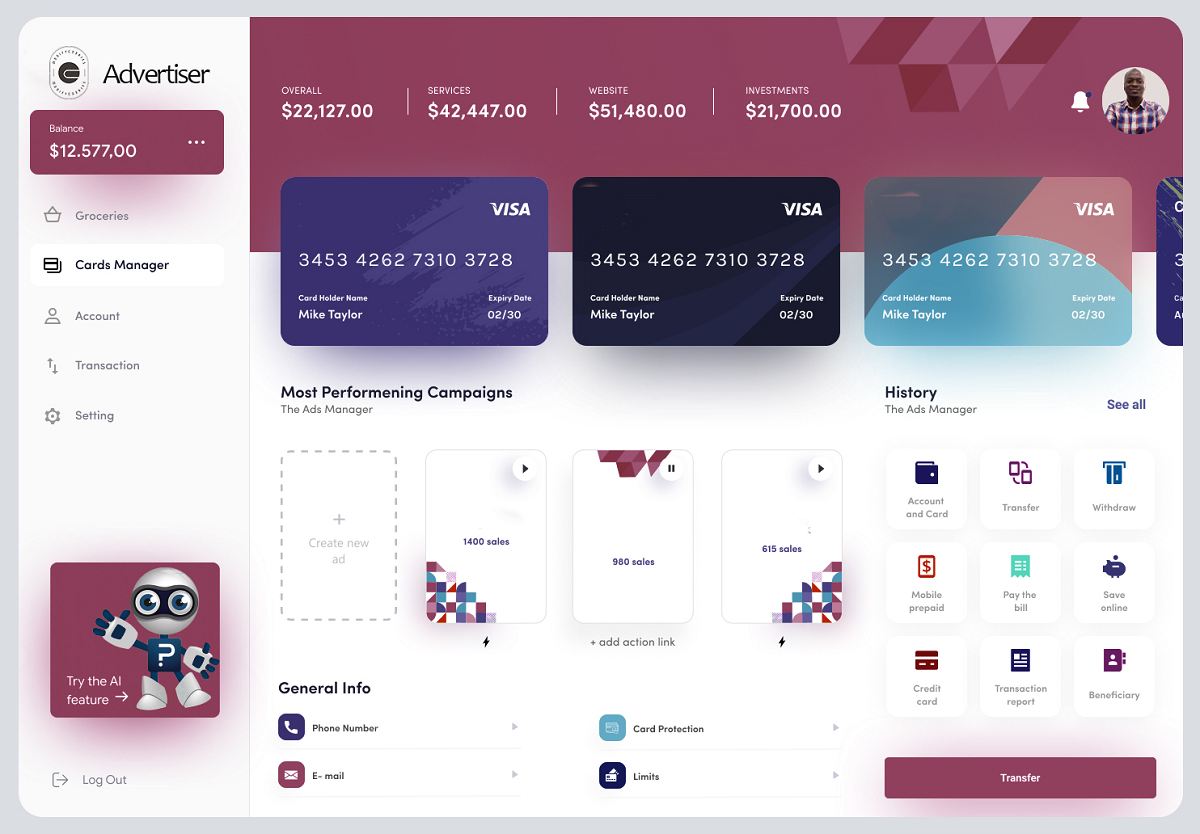 Advertiser
Balance
$12.577,00
Groceries
Cards Manager
Account
Transaction
Setting
Try the AI
feature →
Log Out
OVERALL
$22,127.00
SERVICES
$42,447.00
WEBSITE
$51,480.00
INVESTMENTS
$21,700.00
VISA
3453 4262 7310 3728
Card Holder Name
Expiry Date
Mike Taylor
02/30
VISA
3453 4262 7310 3728
Card Holder Name
Expiry Date
Mike Taylor
02/30
VISA
3453 4262 7310 3728
Card Holder Name
Expiry Date
Mike Taylor
02/30
Most Performening Campaigns
The Ads Manager
+
Create new
ad
1400 sales
980 sales
+ add action link
615 sales
General Info
Phone Number
E- mail
Card Protection
Limits
History
The Ads Manager
See all
Account
and Card
Transfer
Withdraw
Mobile
prepaid
Pay the
bill
Save
online
Credit
card
Transaction
report
Beneficiary
Transfer